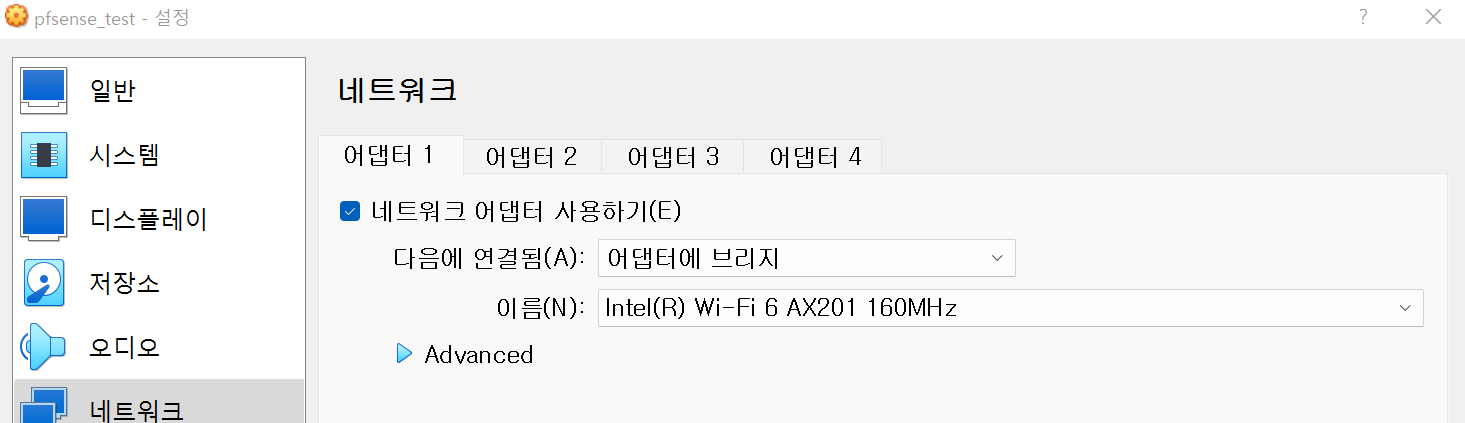 pfsense_test - 설정
?
일반
시스템
디스플레이
저장소
오디오
네트워크
네트워크
어댑터 1 어댑터 2 어댑터 3 어댑터 4
네트워크 어댑터 사용하기(E)
다음에 연결됨(A): 어댑터에 브리지
이름(N): Intel(R) Wi-Fi 6 AX201 160MHz
Advanced